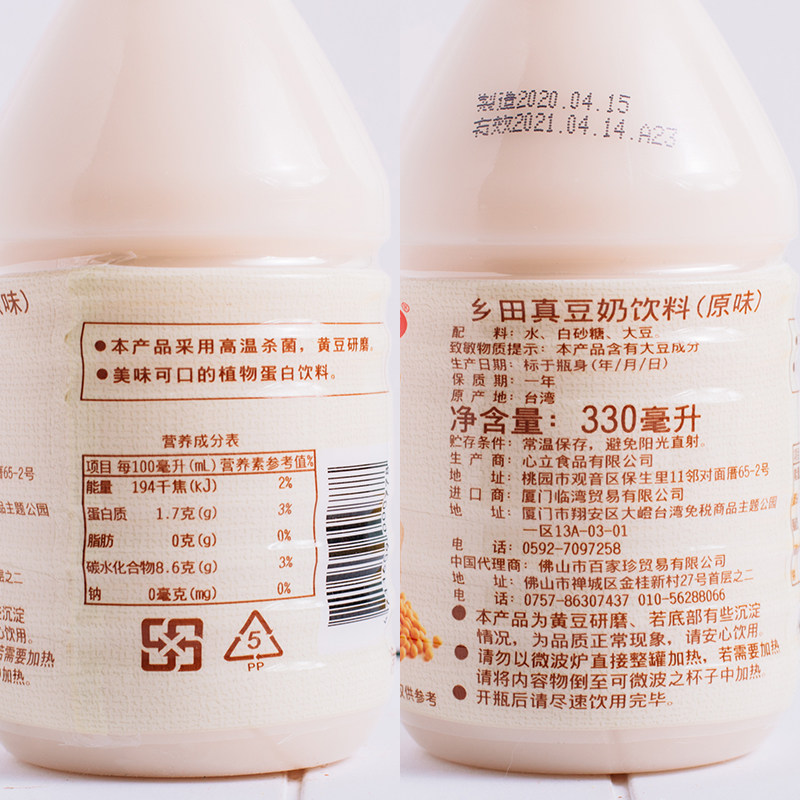 味）
●本产品采用高温杀菌，黄豆研磨。
●美味可口的植物蛋白饮料。
营养成分表
项目 每100毫升(mL) 营养素参考值%
能量 194千焦(kJ) 2%
蛋白质 1.7克(g) 3%
脂肪 0克(g) 0%
碳水化合物8.6克(g) 3%
钠 0毫克(mg) 0%
5
PP
厝65-2号
品主题公园
之二
些沉淀
心饮用。
若需要加热
中加热。
製造2020.04.15
有效2021.04.14.A23
®
乡田真豆奶饮料（原味）
配 料：水、白砂糖、大豆。
致敏物质提示：本产品含有大豆成分
生产日期：标于瓶身(年/月/日)
保 质 期：一年
原 产 地：台湾
净含量：330毫升
贮存条件：常温保存，避免阳光直射。
生 产 商：心立食品有限公司
地 址：桃园市观音区保生里11邻对面厝65-2号
进 口 商：厦门临湾贸易有限公司
地 址：厦门市翔安区大嶝台湾免税商品主题公园
一区13A-03-01
电 话：0592-7097258
中国代理商：佛山市百家珍贸易有限公司
地 址：佛山市禅城区金桂新村27号首层之二
电 话：0757-86307437 010-56288066
●本产品为黄豆研磨、若底部有些沉淀
情况，为品质正常现象，请安心饮用。
●请勿以微波炉直接整罐加热，若需要加热
请将内容物倒至可微波之杯子中加热。
●开瓶后请尽速饮用完毕。
仅供参考